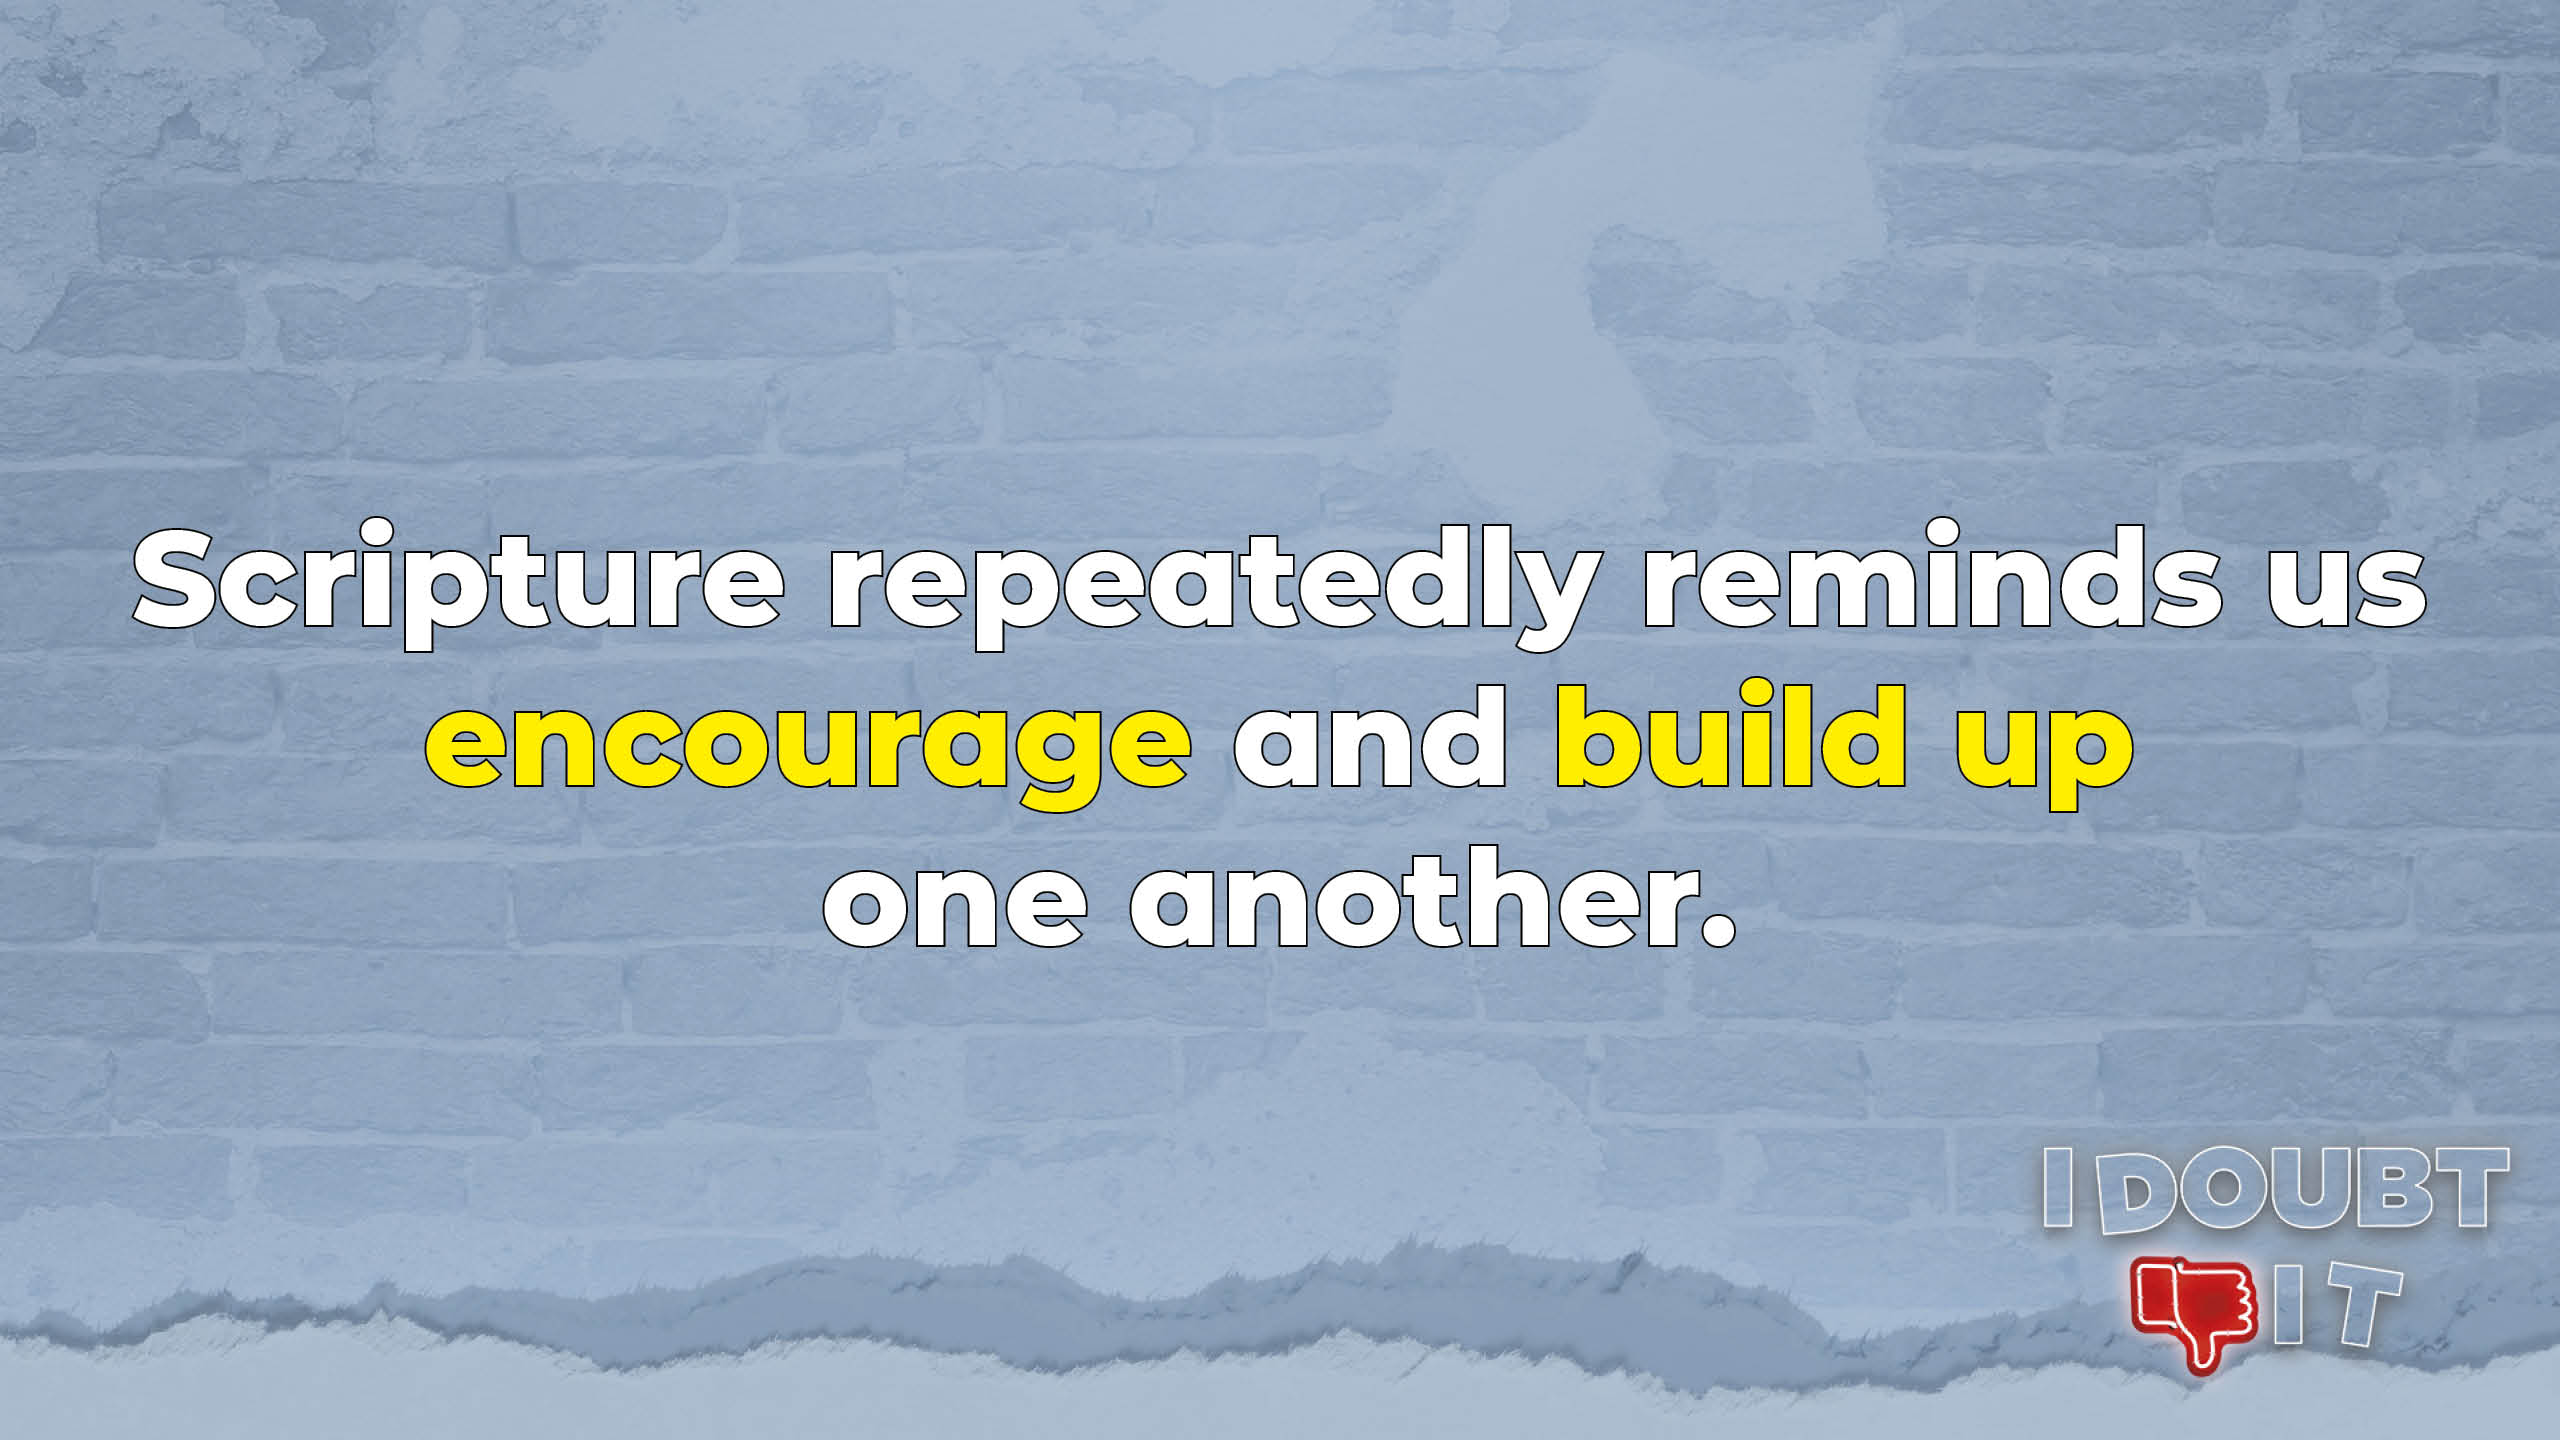 Scripture repeatedly reminds us
encourage and build up
one another.
I DOUBT
IT